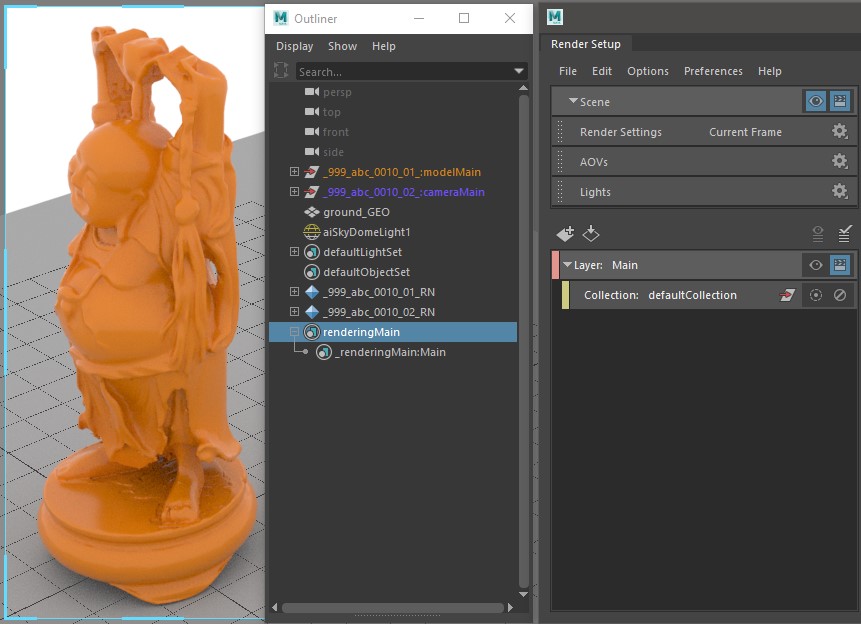 Outliner
Display Show Help
Search...
persp
top
front
side
_999_abc_0010_01_:modelMain
_999_abc_0010_02_:cameraMain
ground_GEO
aiSkyDomeLight1
defaultLightSet
defaultObjectSet
_999_abc_0010_01_RN
_999_abc_0010_02_RN
renderingMain
_renderingMain:Main
Render Setup
File Edit Options Preferences Help
Scene
Render Settings Current Frame
AOVs
Lights
Layer: Main
Collection: defaultCollection